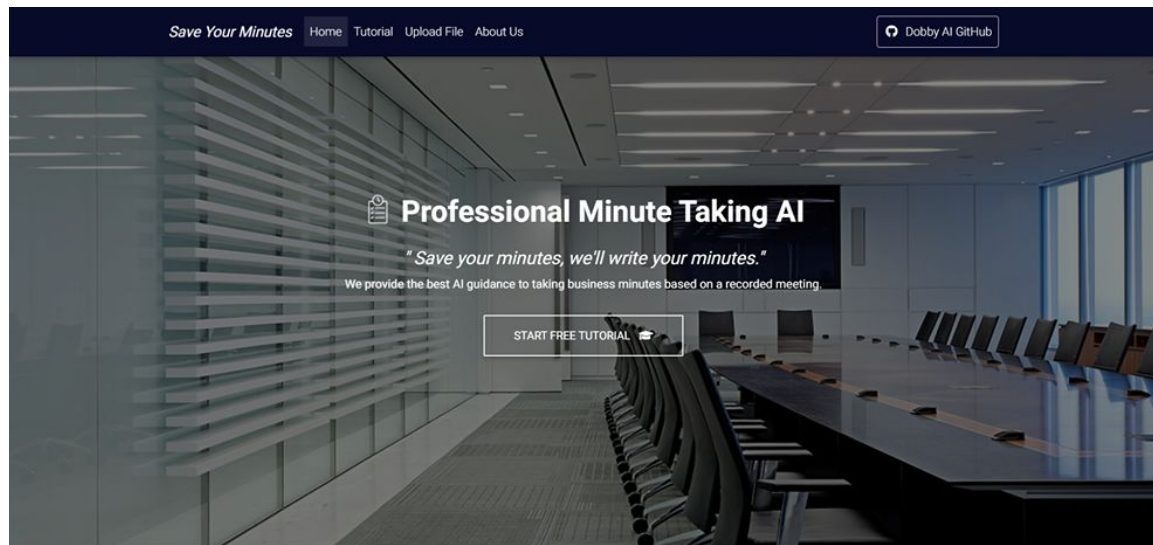 Save Your Minutes Home Tutorial Upload File About Us Dobby AI GitHub
Professional Minute Taking AI
" Save your minutes, we'll write your minutes."
We provide the best AI guidance to taking business minutes based on a recorded meeting.
START FREE TUTORIAL